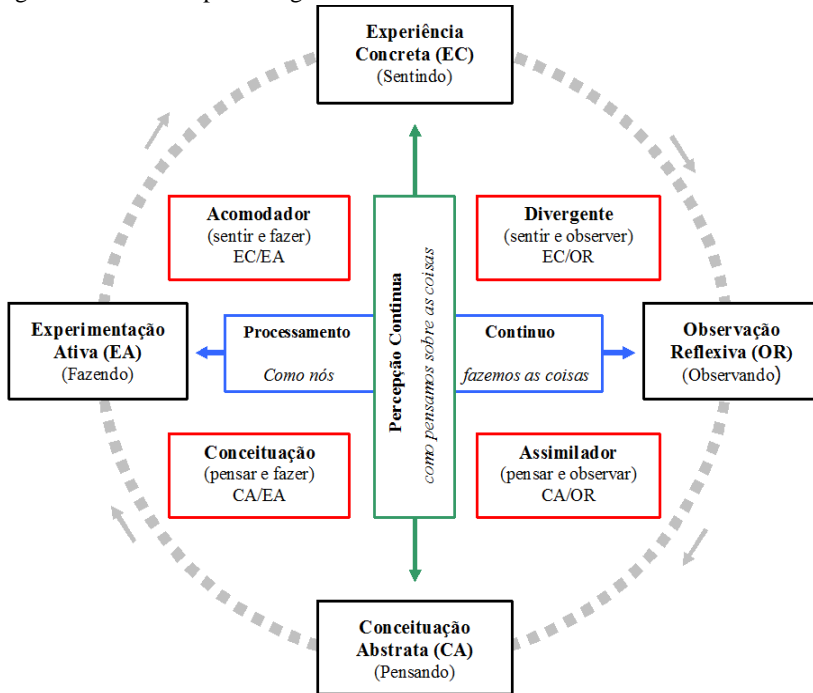 Experiência
Concreta (EC)
(Sentindo)
Acomodador
(sentir e fazer)
EC/EA
Divergente
(sentir e observer)
EC/OR
Experimentação
Ativa (EA)
(Fazendo)
Processamento
Como nós
Percepção Continua
como pensamos sobre as coisas
Continuo
fazemos as coisas
Observação
Reflexiva (OR)
(Observando)
Conceituação
(pensar e fazer)
CA/EA
Assimilador
(pensar e observar)
CA/OR
Conceituação
Abstrata (CA)
(Pensando)